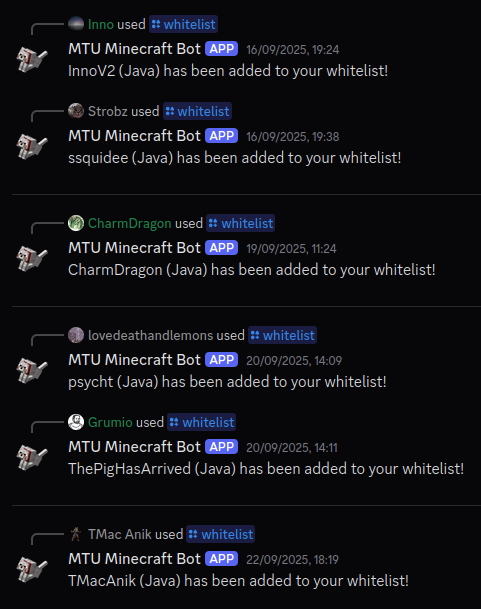 Inno used whitelist
MTU Minecraft Bot APP 16/09/2025, 19:24
InnoV2 (Java) has been added to your whitelist!
Strobz used whitelist
MTU Minecraft Bot APP 16/09/2025, 19:38
ssquidee (Java) has been added to your whitelist!
CharmDragon used whitelist
MTU Minecraft Bot APP 19/09/2025, 11:24
CharmDragon (Java) has been added to your whitelist!
lovedeathandlemons used whitelist
MTU Minecraft Bot APP 20/09/2025, 14:09
psycht (Java) has been added to your whitelist!
Grumio used whitelist
MTU Minecraft Bot APP 20/09/2025, 14:11
ThePigHasArrived (Java) has been added to your whitelist!
TMac Anik used whitelist
MTU Minecraft Bot APP 22/09/2025, 18:19
TMacAnik (Java) has been added to your whitelist!